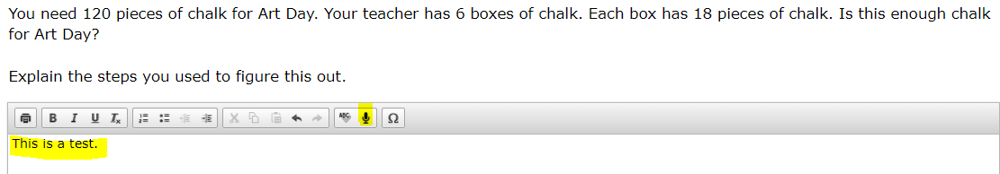 You need 120 pieces of chalk for Art Day. Your teacher has 6 boxes of chalk. Each box has 18 pieces of chalk. Is this enough chalk
for Art Day?
Explain the steps you used to figure this out.
B I U Tx ABC Ω
This is a test.